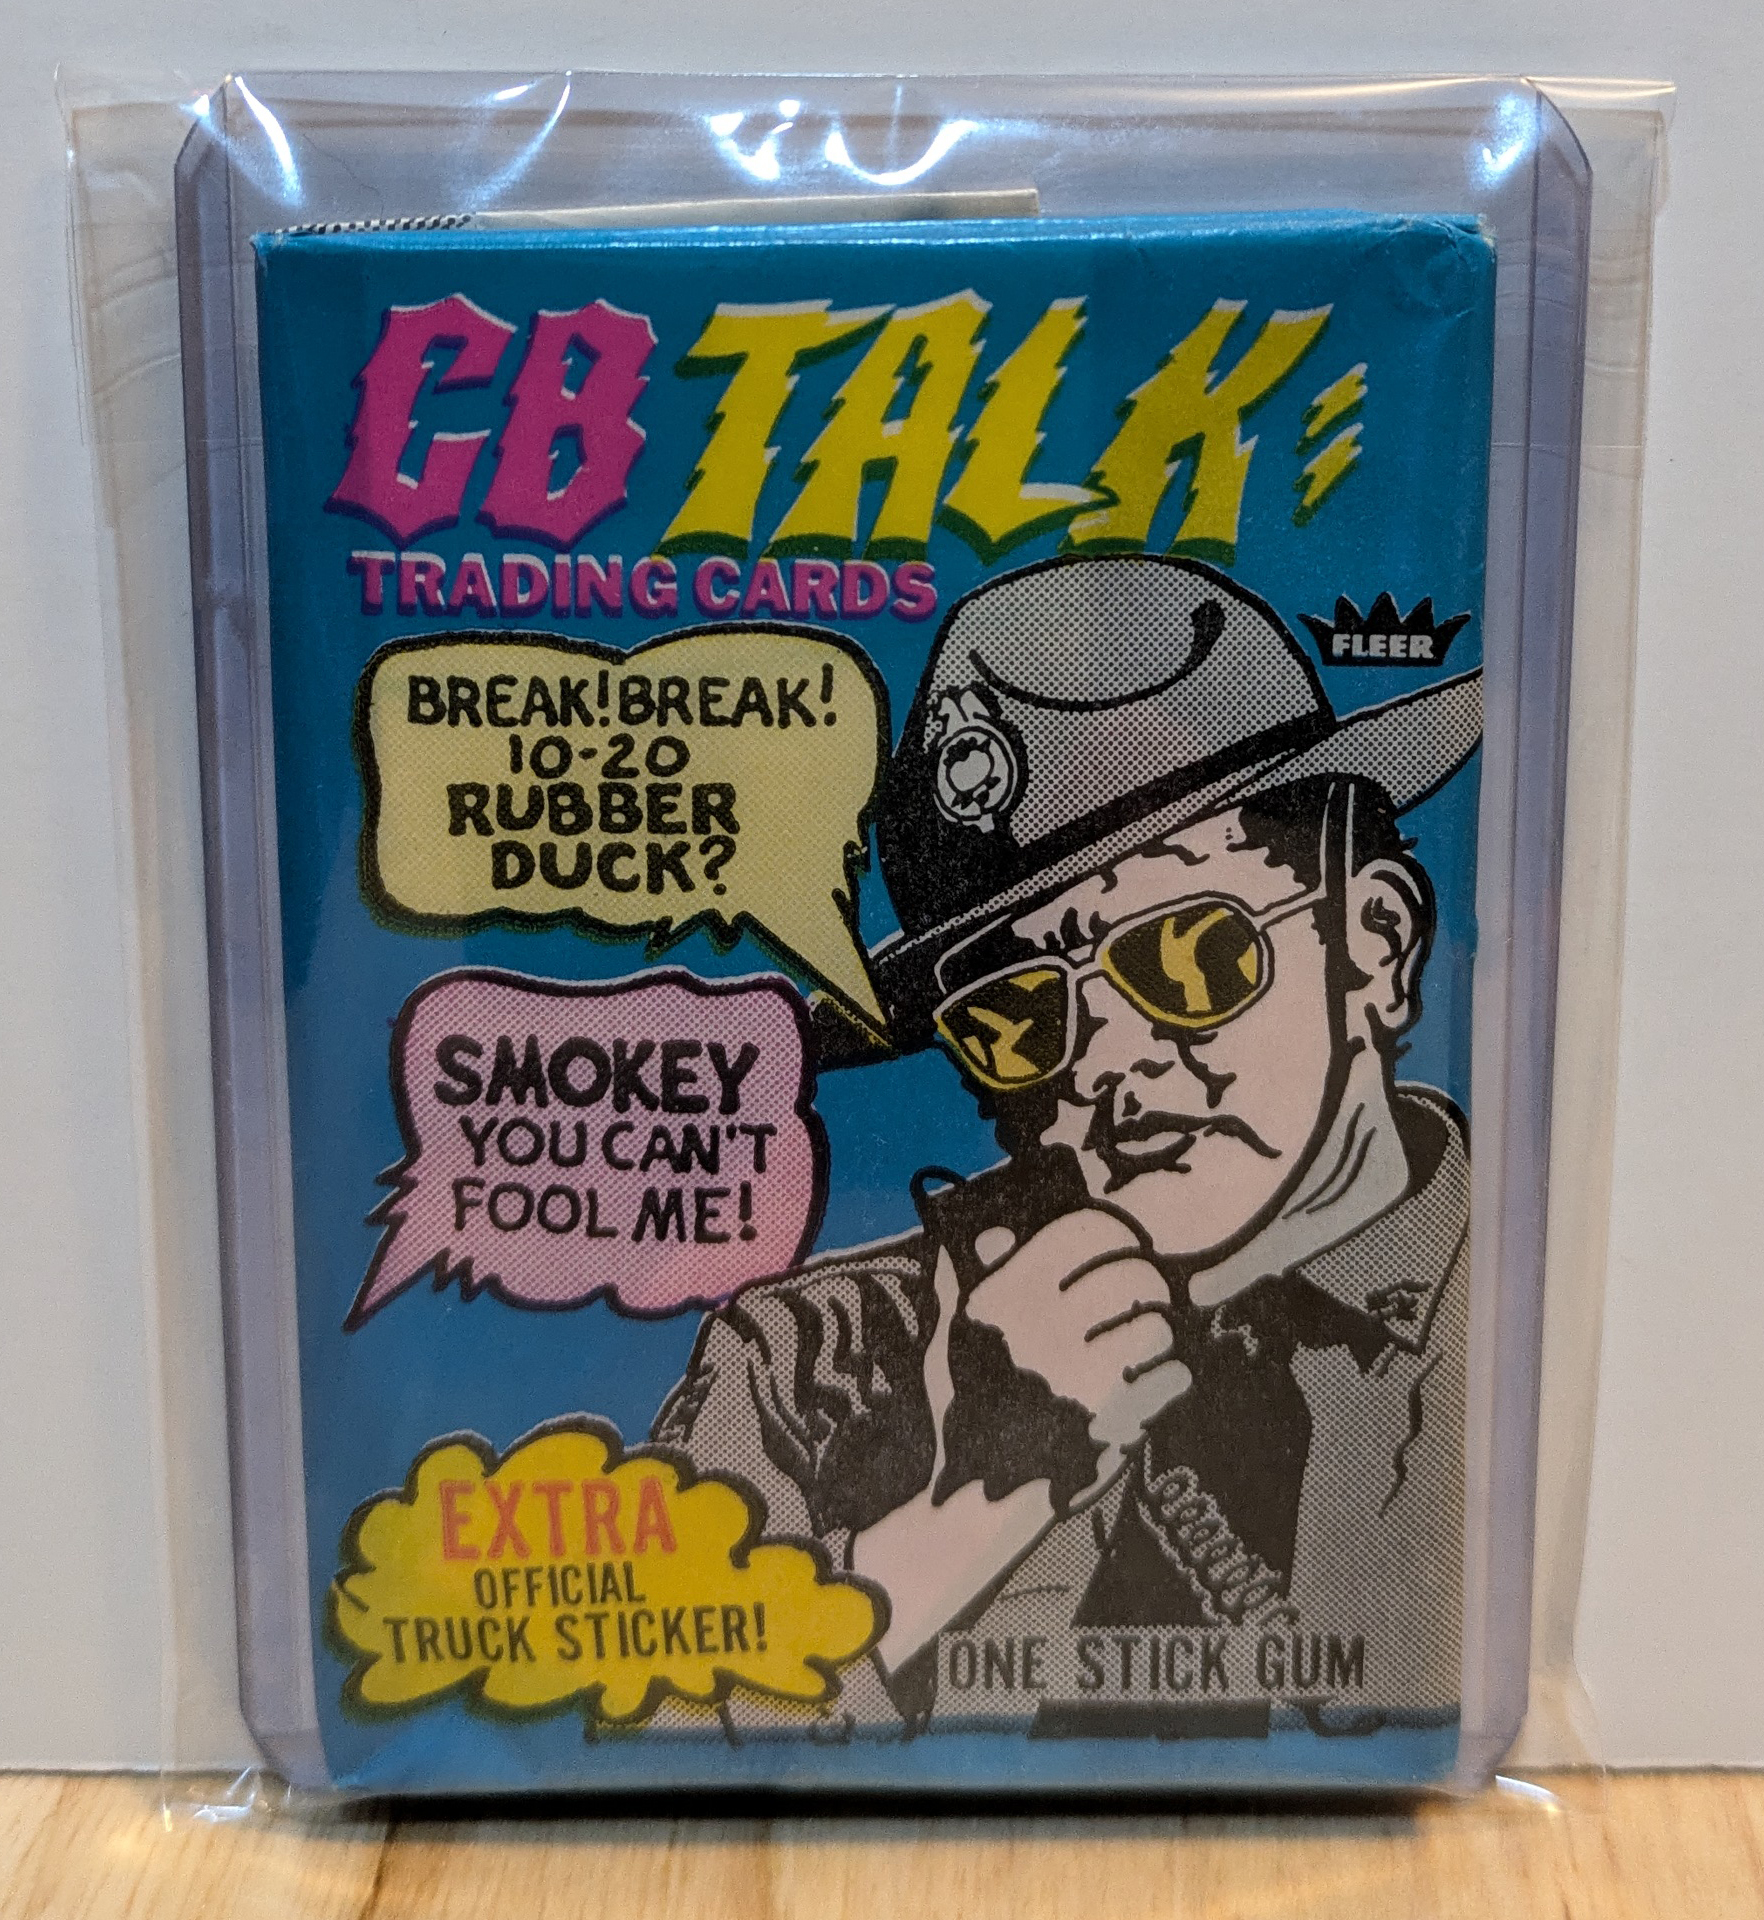 CB TALK:
TRADING CARDS
FLEER
BREAK! BREAK!
10-20
RUBBER
DUCK?
SMOKEY
YOU CAN'T
FOOL ME!
EXTRA
OFFICIAL
TRUCK STICKER!
ONE STICK GUM